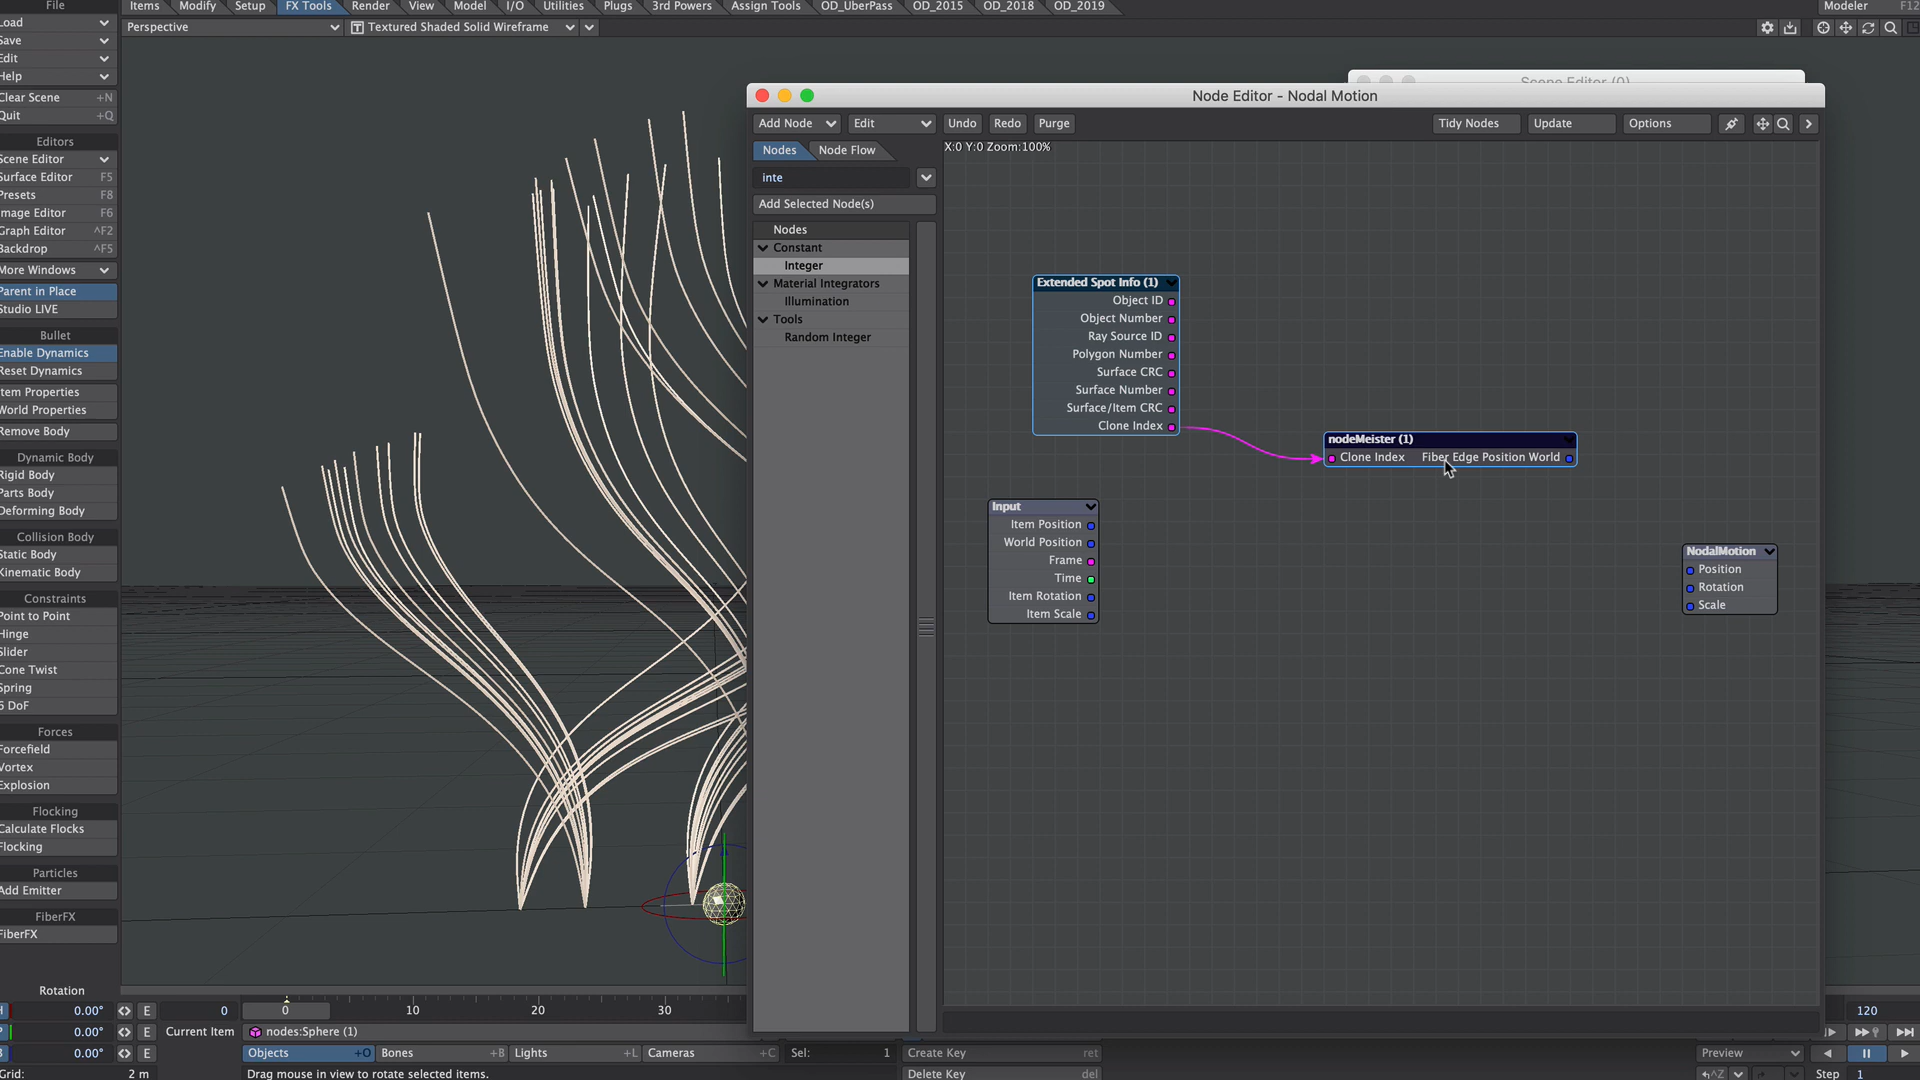 File
Items
Modify
Setup
FX Tools
Render
View
Model
I/O
Utilities
Plugs
3rd Powers
Assign Tools
OD_UberPass
OD_2015
OD_2018
OD_2019
Modeler F12
Load
Save
Edit
Help
Clear Scene +N
Quit +Q
Editors
Scene Editor
Surface Editor F5
Presets F8
Image Editor F6
Graph Editor ^F2
Backdrop ^F5
More Windows
Parent in Place
Studio LIVE
Bullet
Enable Dynamics
Reset Dynamics
Item Properties
World Properties
Remove Body
Dynamic Body
Rigid Body
Parts Body
Deforming Body
Collision Body
Static Body
Kinematic Body
Constraints
Point to Point
Hinge
Slider
Cone Twist
Spring
6 DoF
Forces
Forcefield
Vortex
Explosion
Flocking
Calculate Flocks
Flocking
Particles
Add Emitter
FiberFX
FiberFX
Perspective
Textured Shaded Solid Wireframe
Scene Editor (0)
Node Editor - Nodal Motion
Add Node
Edit
Undo
Redo
Purge
Tidy Nodes
Update
Options
Nodes
Node Flow
X:0 Y:0 Zoom:100%
inte
Add Selected Node(s)
Nodes
Constant
Integer
Material Integrators
Illumination
Tools
Random Integer
Extended Spot Info (1)
Object ID
Object Number
Ray Source ID
Polygon Number
Surface CRC
Surface Number
Surface/Item CRC
Clone Index
nodeMeister (1)
Clone Index Fiber Edge Position World
Input
Item Position
World Position
Frame
Time
Item Rotation
Item Scale
NodalMotion
Position
Rotation
Scale
Rotation
H 0.00° E
P 0.00° E
B 0.00° E
Grid: 2 m
0
0 10 20 30
120
Current Item nodes:Sphere (1)
Objects +O
Bones +B
Lights +L
Cameras +C
Sel: 1
Create Key ret
Delete Key del
Drag mouse in view to rotate selected items.
Preview
^Z
Step 1